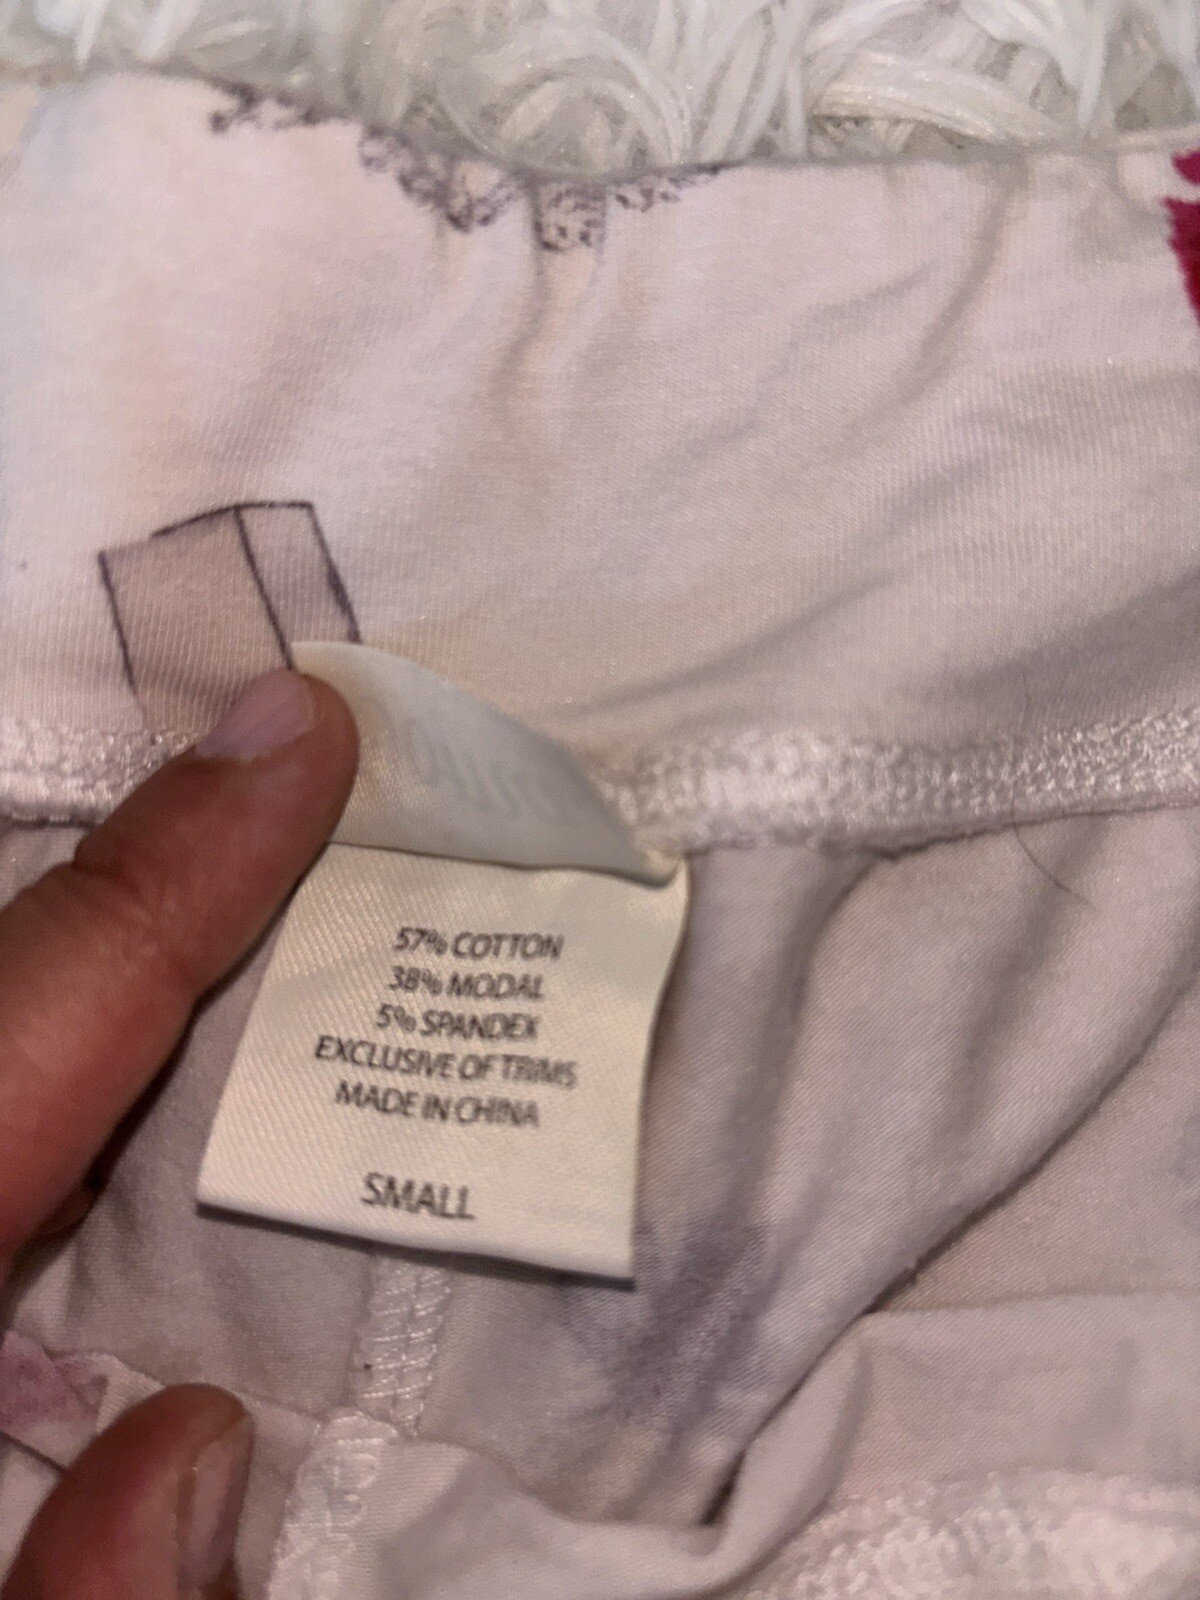 57% COTTON
38% MODAL
5% SPANDEX
EXCLUSIVE OF TRIMS
MADE IN CHINA
SMALL